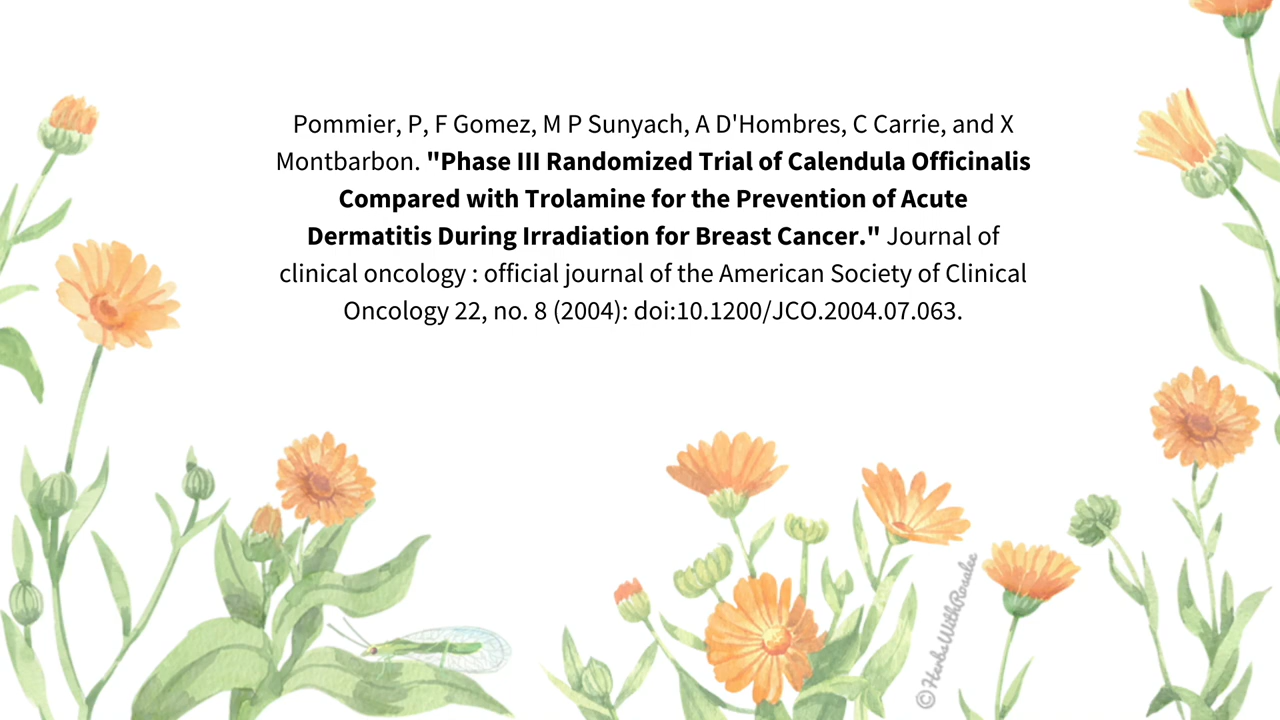 Pommier, P, F Gomez, M P Sunyach, A D'Hombres, C Carrie, and X
Montbarbon. "Phase III Randomized Trial of Calendula Officinalis
Compared with Trolamine for the Prevention of Acute
Dermatitis During Irradiation for Breast Cancer." Journal of
clinical oncology : official journal of the American Society of Clinical
Oncology 22, no. 8 (2004): doi:10.1200/JCO.2004.07.063.
©HerbsWithRosalee